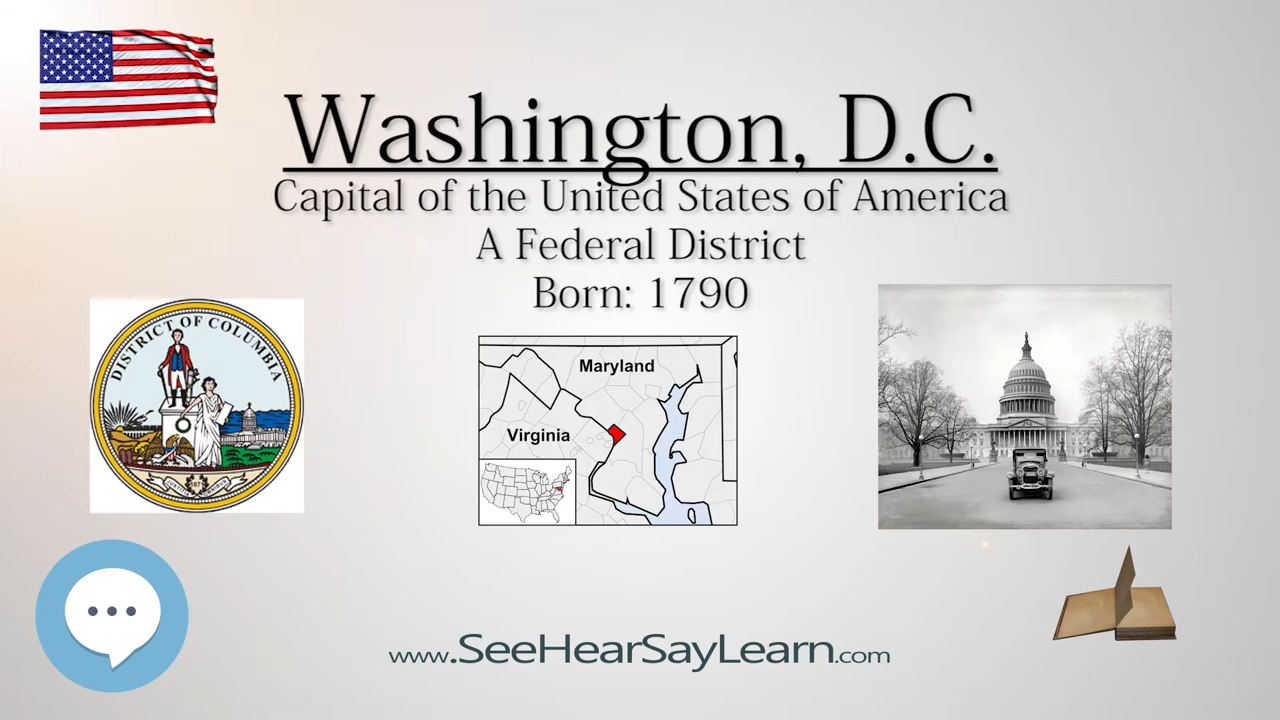 Washington, D.C.
Capital of the United States of America
A Federal District
Born: 1790
DISTRICT OF COLUMBIA
Maryland
Virginia
www.SeeHearSayLearn.com